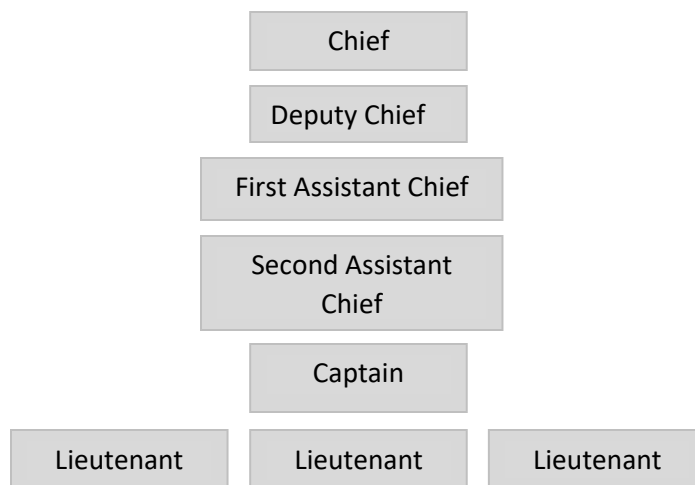 Chief
Deputy Chief
First Assistant Chief
Second Assistant
Chief
Captain
Lieutenant Lieutenant Lieutenant